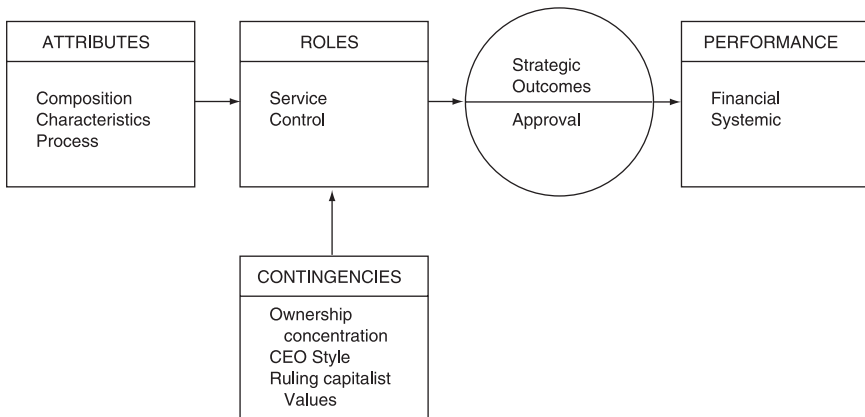 ATTRIBUTES
Composition
Characteristics
Process
ROLES
Service
Control
Strategic
Outcomes
Approval
PERFORMANCE
Financial
Systemic
CONTINGENCIES
Ownership
concentration
CEO Style
Ruling capitalist
Values